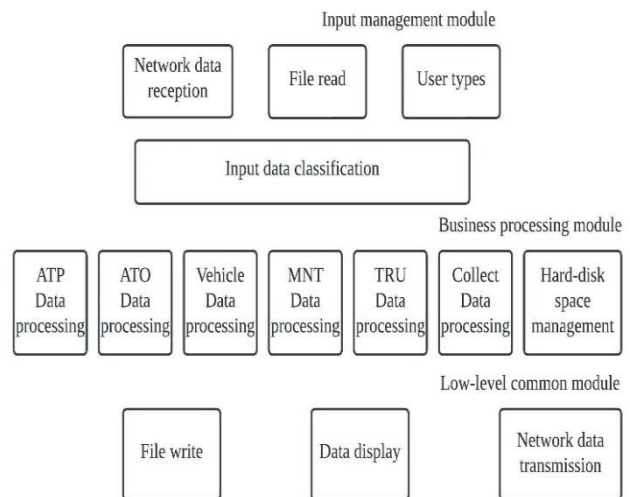 Input management module
Network data
reception
File read
User types
Input data classification
Business processing module
ATP
Data
processing
ATO
Data
processing
Vehicle
Data
processing
MNT
Data
processing
TRU
Data
processing
Collect
Data
processing
Hard-disk
space
management
Low-level common module
File write
Data display
Network data
transmission